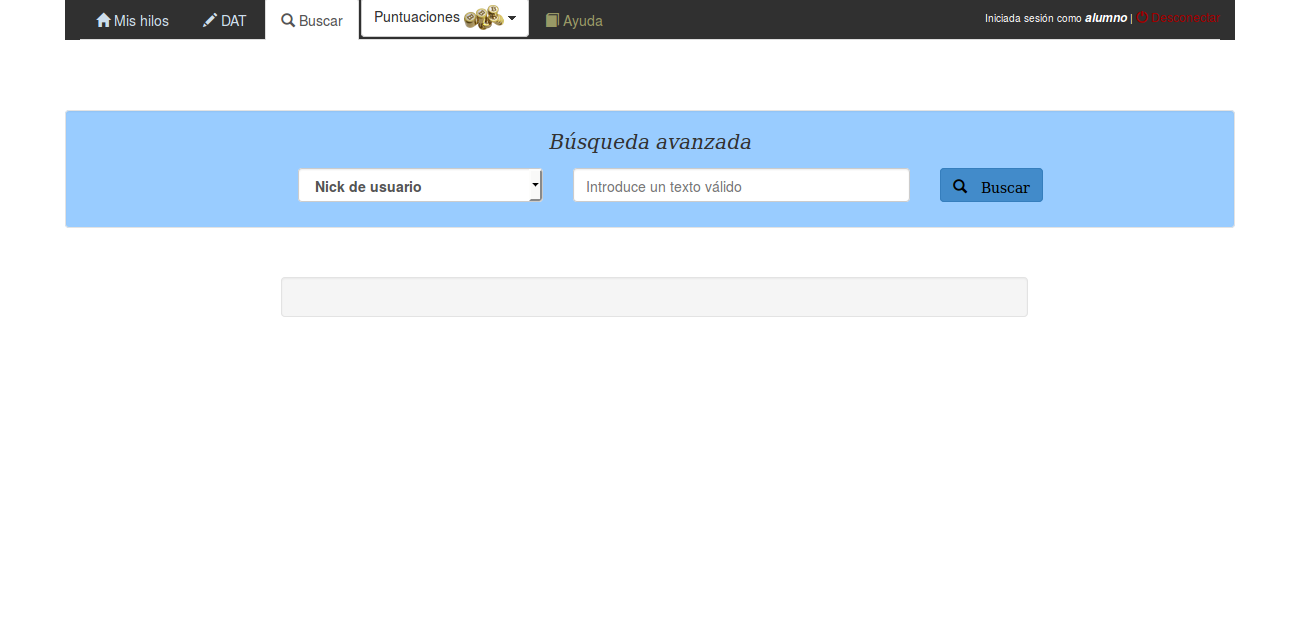 Mis hilos DAT Buscar Puntuaciones Ayuda Iniciada sesión como alumno | Desconectar
Búsqueda avanzada
Nick de usuario Introduce un texto válido Buscar